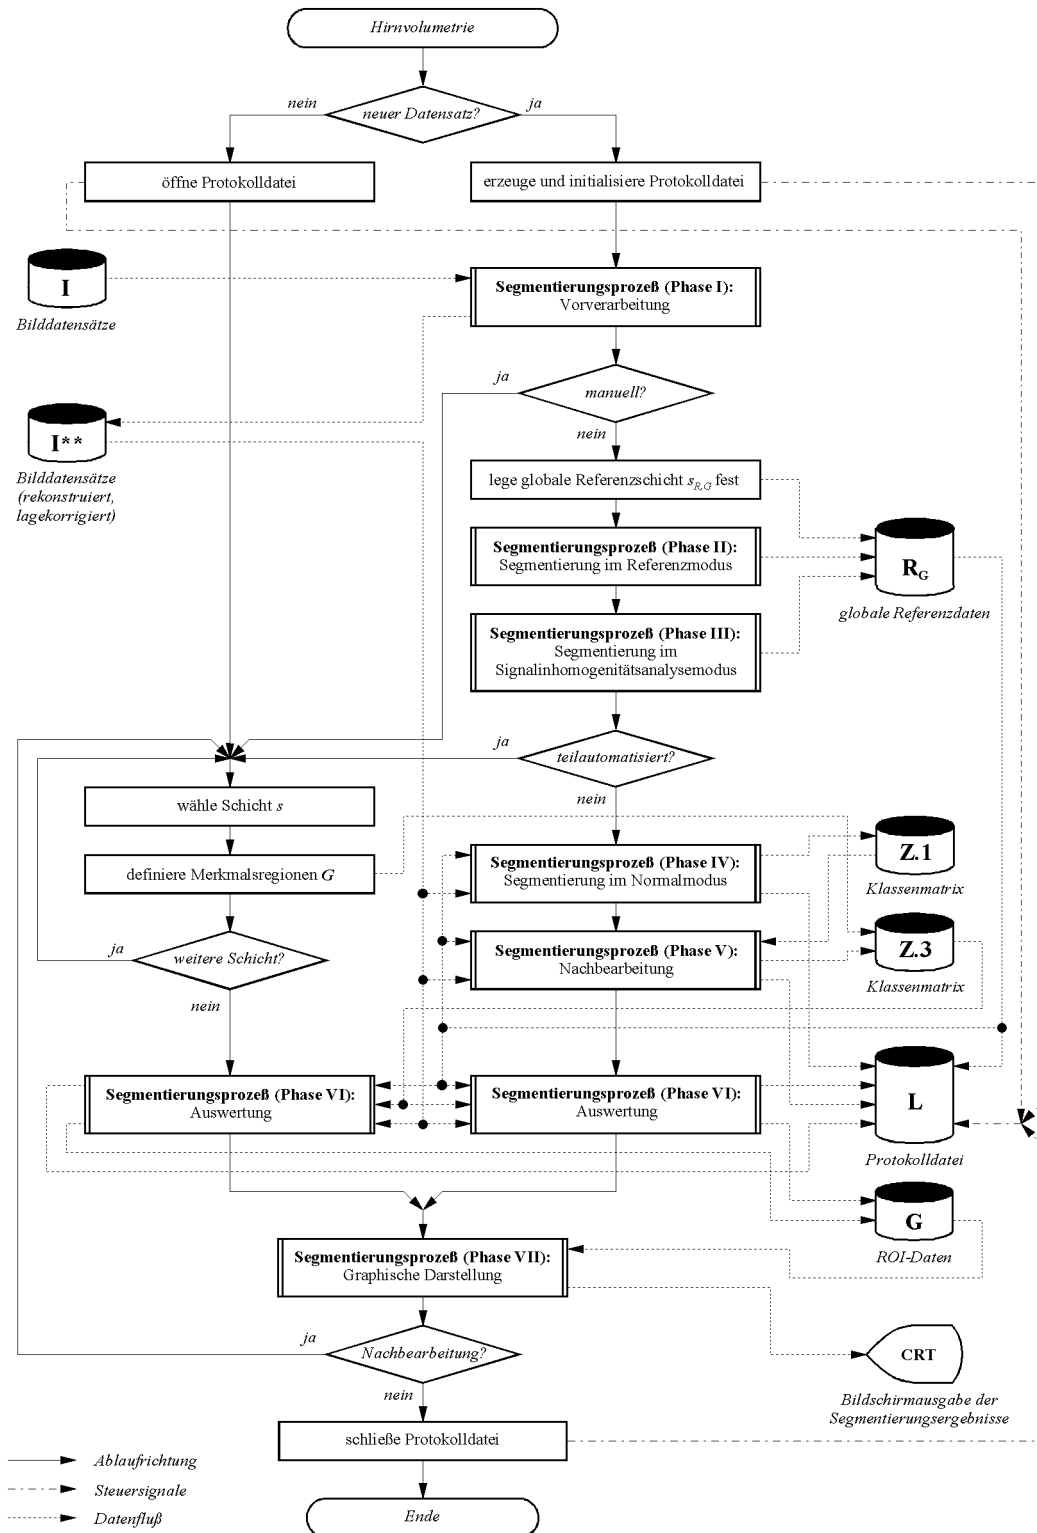 Hirnvolumetrie
nein
neuer Datensatz?
ja
öffne Protokolldatei
erzeuge und initialisiere Protokolldatei
I
Bilddatensätze
Segmentierungsprozeß (Phase I):
Vorverarbeitung
ja
manuell?
nein
I**
Bilddatensätze
(rekonstruiert,
lagekorrigiert)
lege globale Referenzschicht s_R,G fest
Segmentierungsprozeß (Phase II):
Segmentierung im Referenzmodus
R_G
globale Referenzdaten
Segmentierungsprozeß (Phase III):
Segmentierung im
Signalinhomogenitätsanalysemodus
ja
teilautomatisiert?
nein
wähle Schicht s
definiere Merkmalsregionen G
Segmentierungsprozeß (Phase IV):
Segmentierung im Normalmodus
Z.1
Klassenmatrix
ja
weitere Schicht?
nein
Segmentierungsprozeß (Phase V):
Nachbearbeitung
Z.3
Klassenmatrix
Segmentierungsprozeß (Phase VI):
Auswertung
Segmentierungsprozeß (Phase VI):
Auswertung
L
Protokolldatei
G
ROI-Daten
Segmentierungsprozeß (Phase VII):
Graphische Darstellung
ja
Nachbearbeitung?
nein
CRT
Bildschirmausgabe der
Segmentierungsergebnisse
schließe Protokolldatei
Ende
Ablaufrichtung
Steuersignale
Datenfluß